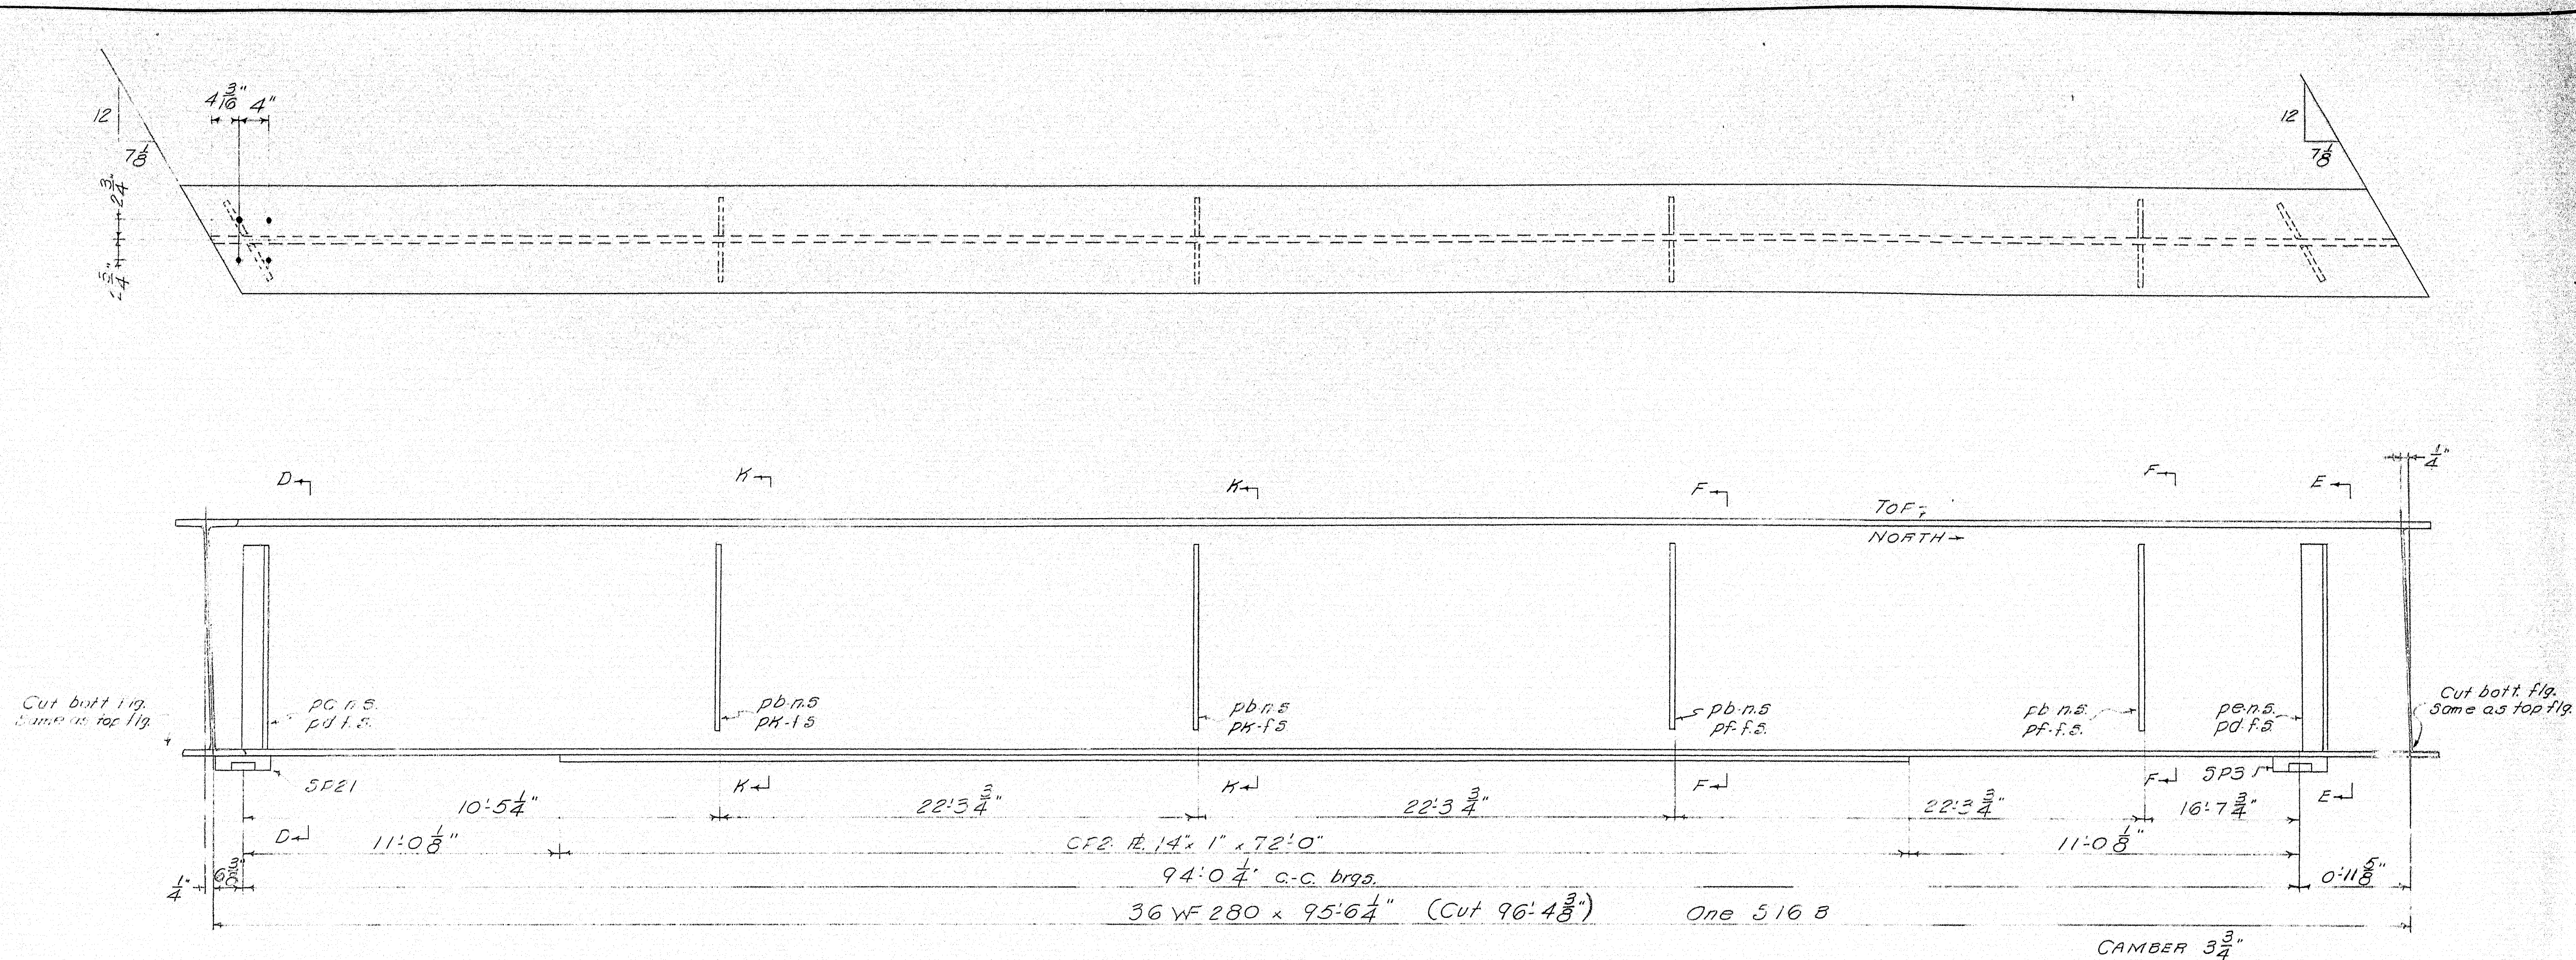 4 3/16" 4"
12
7 1/8
2 3/4"
12
7 1/8
D
K
K
F
F
E
1/4"
TOP
NORTH
Cut bott flg.
Same as top flg.
pc n.s.
pd f.s.
pb-n.s
pk-f s
pb-n.s
pk-f.s
pb-n.s
pf-f.s.
pb n.s.
pf-f.s.
pe-n.s.
pd-f.s.
Cut bott. flg.
Same as top flg.
SP21
K
K
F
F
SP3
E
10'-5 1/4"
22'-3 3/4"
22'-3 3/4"
22'-3 3/4"
16'-7 3/4"
D
11'-0 1/8"
CP2 PL 14" x 1" x 72'-0"
11'-0 1/8"
1/4"
94'-0 1/4" c.-c. brgs.
0'-11 5/8"
36 WF 280 x 95'-6 1/4" (Cut 96'-4 3/8") One S16 B
CAMBER 3 3/4"